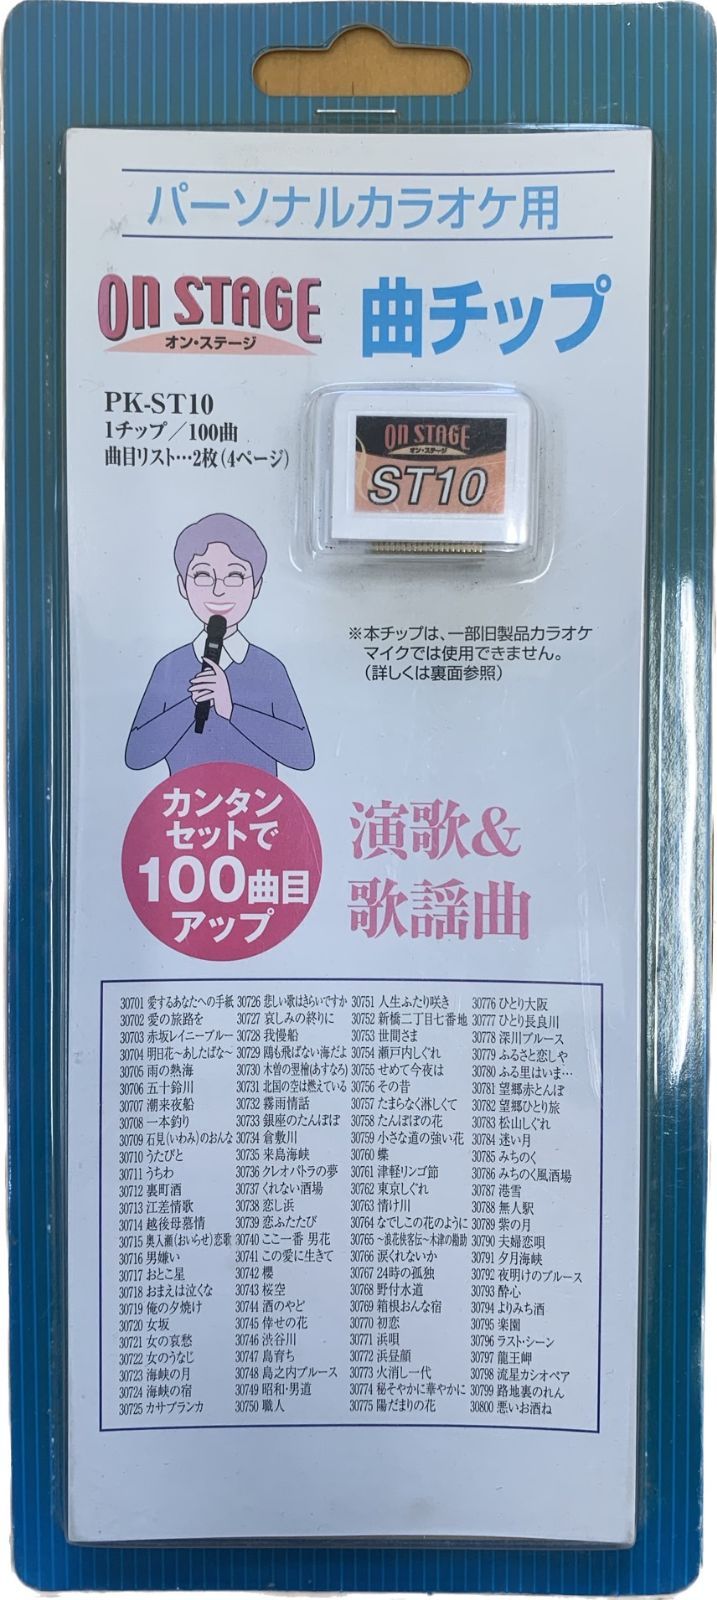 パーソナルカラオケ用
ON STAGE
オン・ステージ
曲チップ
PK-ST10
1チップ／100曲
曲目リスト…2枚(4ページ)
ON STAGE
オン・ステージ
ST10
※本チップは、一部旧製品カラオケ
マイクでは使用できません。
(詳しくは裏面参照)
カンタン
セットで
100曲目
アップ
演歌&
歌謡曲
30701 愛するあなたへの手紙
30702 愛の旅路を
30703 赤坂レイニーブルー
30704 明日花〜あしたばな〜
30705 雨の熱海
30706 五十鈴川
30707 潮来夜船
30708 一本釣り
30709 石見(いわみ)のおんな
30710 うたびと
30711 うちわ
30712 裏町酒
30713 江差情歌
30714 越後母慕情
30715 奥入瀬(おいらせ)恋歌
30716 男嫌い
30717 おとこ星
30718 おまえは泣くな
30719 俺の夕焼け
30720 女坂
30721 女の哀愁
30722 女のうなじ
30723 海峡の月
30724 海峡の宿
30725 カサブランカ
30726 悲しい歌はきらいですか
30727 哀しみの終りに
30728 我慢船
30729 鴎も飛ばない海だよ
30730 木曽の翌檜(あすなろ)
30731 北国の空は燃えている
30732 霧雨情話
30733 銀座のたんぽぽ
30734 倉敷川
30735 来島海峡
30736 クレオパトラの夢
30737 くれない酒場
30738 恋し浜
30739 恋ふたたび
30740 ここ一番 男花
30741 この愛に生きて
30742 櫻
30743 桜空
30744 酒のやど
30745 倖せの花
30746 渋谷川
30747 島育ち
30748 島之内ブルース
30749 昭和・男道
30750 職人
30751 人生ふたり咲き
30752 新橋二丁目七番地
30753 世間さま
30754 瀬戸内しぐれ
30755 せめて今夜は
30756 その昔
30757 たまらなく淋しくて
30758 たんぽぽの花
30759 小さな道の強い花
30760 蝶
30761 津軽リンゴ節
30762 東京しぐれ
30763 情け川
30764 なでしこの花のように
30765 〜浪花侠客伝〜木津の勘助
30766 涙くれないか
30767 24時の孤独
30768 野付水道
30769 箱根おんな宿
30770 初恋
30771 浜唄
30772 浜昼顔
30773 火消し一代
30774 秘そやかに華やかに
30775 陽だまりの花
30776 ひとり大阪
30777 ひとり長良川
30778 深川ブルース
30779 ふるさと恋しや
30780 ふる里はいま…
30781 望郷赤とんぼ
30782 望郷ひとり旅
30783 松山しぐれ
30784 迷い月
30785 みちのく
30786 みちのく風酒場
30787 港雪
30788 無人駅
30789 紫の月
30790 夫婦恋唄
30791 夕月海峡
30792 夜明けのブルース
30793 酔心
30794 よりみち酒
30795 楽園
30796 ラスト・シーン
30797 龍王岬
30798 流星カシオペア
30799 路地裏のれん
30800 悪いお酒ね